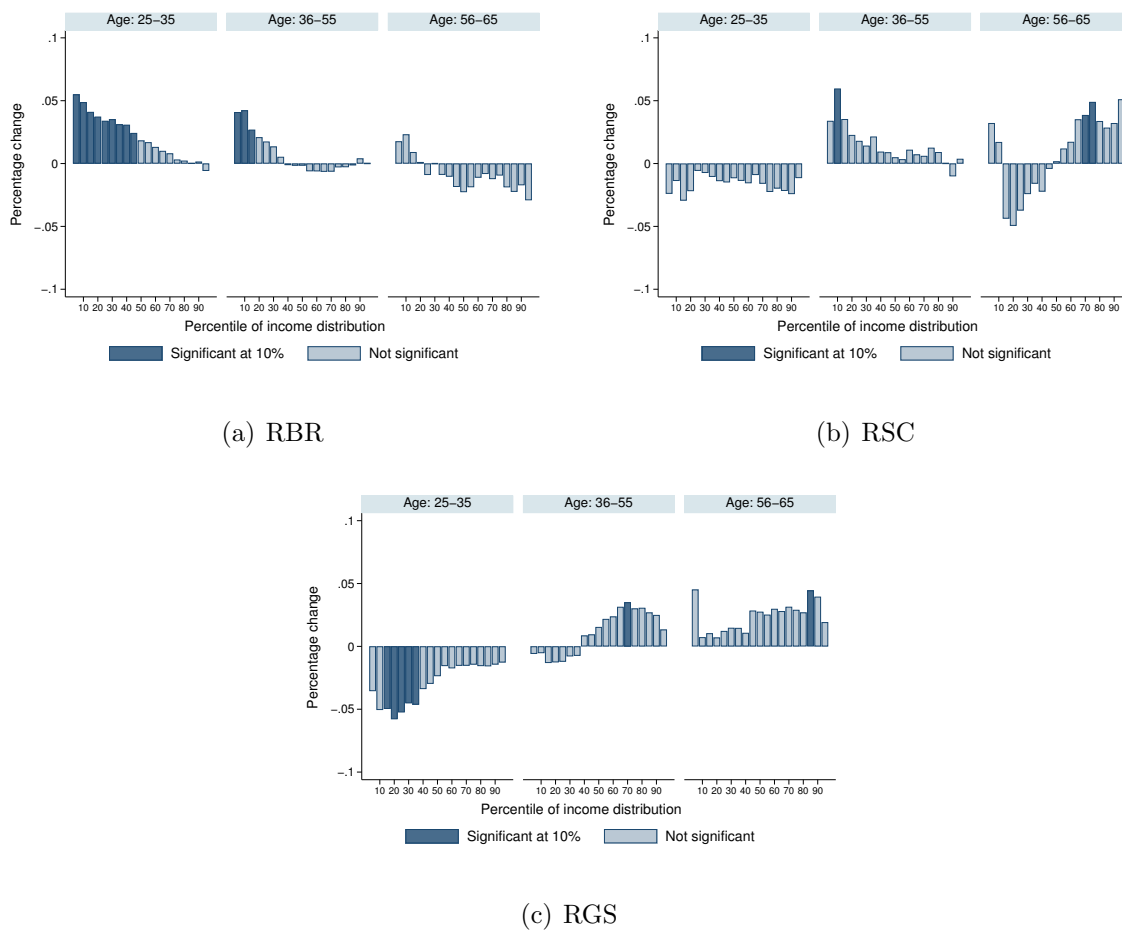 Age: 25−35 Age: 36−55 Age: 56−65
.1
.05
0
−.05
−.1
Percentage change
10 20 30 40 50 60 70 80 90 10 20 30 40 50 60 70 80 90 10 20 30 40 50 60 70 80 90
Percentile of income distribution
Significant at 10% Not significant
(a) RBR
Age: 25−35 Age: 36−55 Age: 56−65
.1
.05
0
−.05
−.1
Percentage change
10 20 30 40 50 60 70 80 90 10 20 30 40 50 60 70 80 90 10 20 30 40 50 60 70 80 90
Percentile of income distribution
Significant at 10% Not significant
(b) RSC
Age: 25−35 Age: 36−55 Age: 56−65
.1
.05
0
−.05
−.1
Percentage change
10 20 30 40 50 60 70 80 90 10 20 30 40 50 60 70 80 90 10 20 30 40 50 60 70 80 90
Percentile of income distribution
Significant at 10% Not significant
(c) RGS